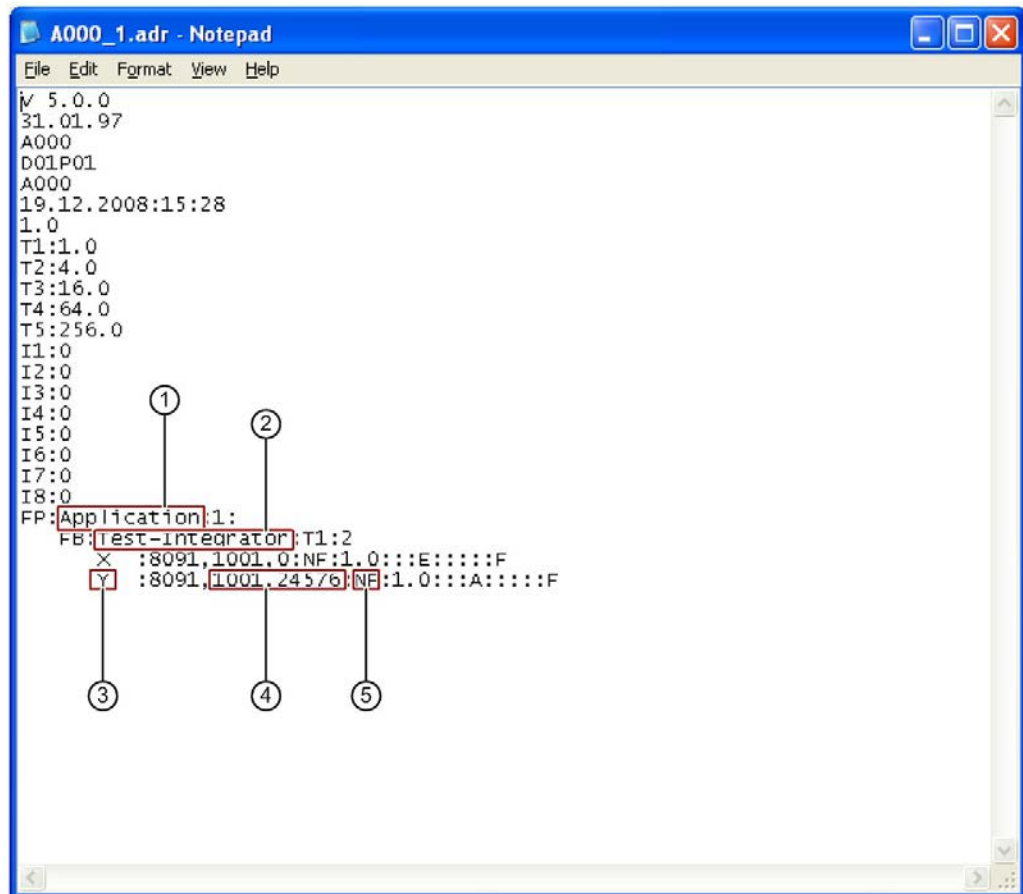 A000_1.adr - Notepad
File Edit Format View Help
V 5.0.0
31.01.97
A000
D01P01
A000
19.12.2008:15:28
1.0
T1:1.0
T2:4.0
T3:16.0
T4:64.0
T5:256.0
I1:0
I2:0
I3:0
I4:0
I5:0
I6:0
I7:0
I8:0
1
2
FP:Application:1:
FB:Test-Integrator:T1:2
X :8091,1001,0:NF:1.0:::E:::::F
Y :8091,1001,24576:NF:1.0:::A:::::F
3 4 5